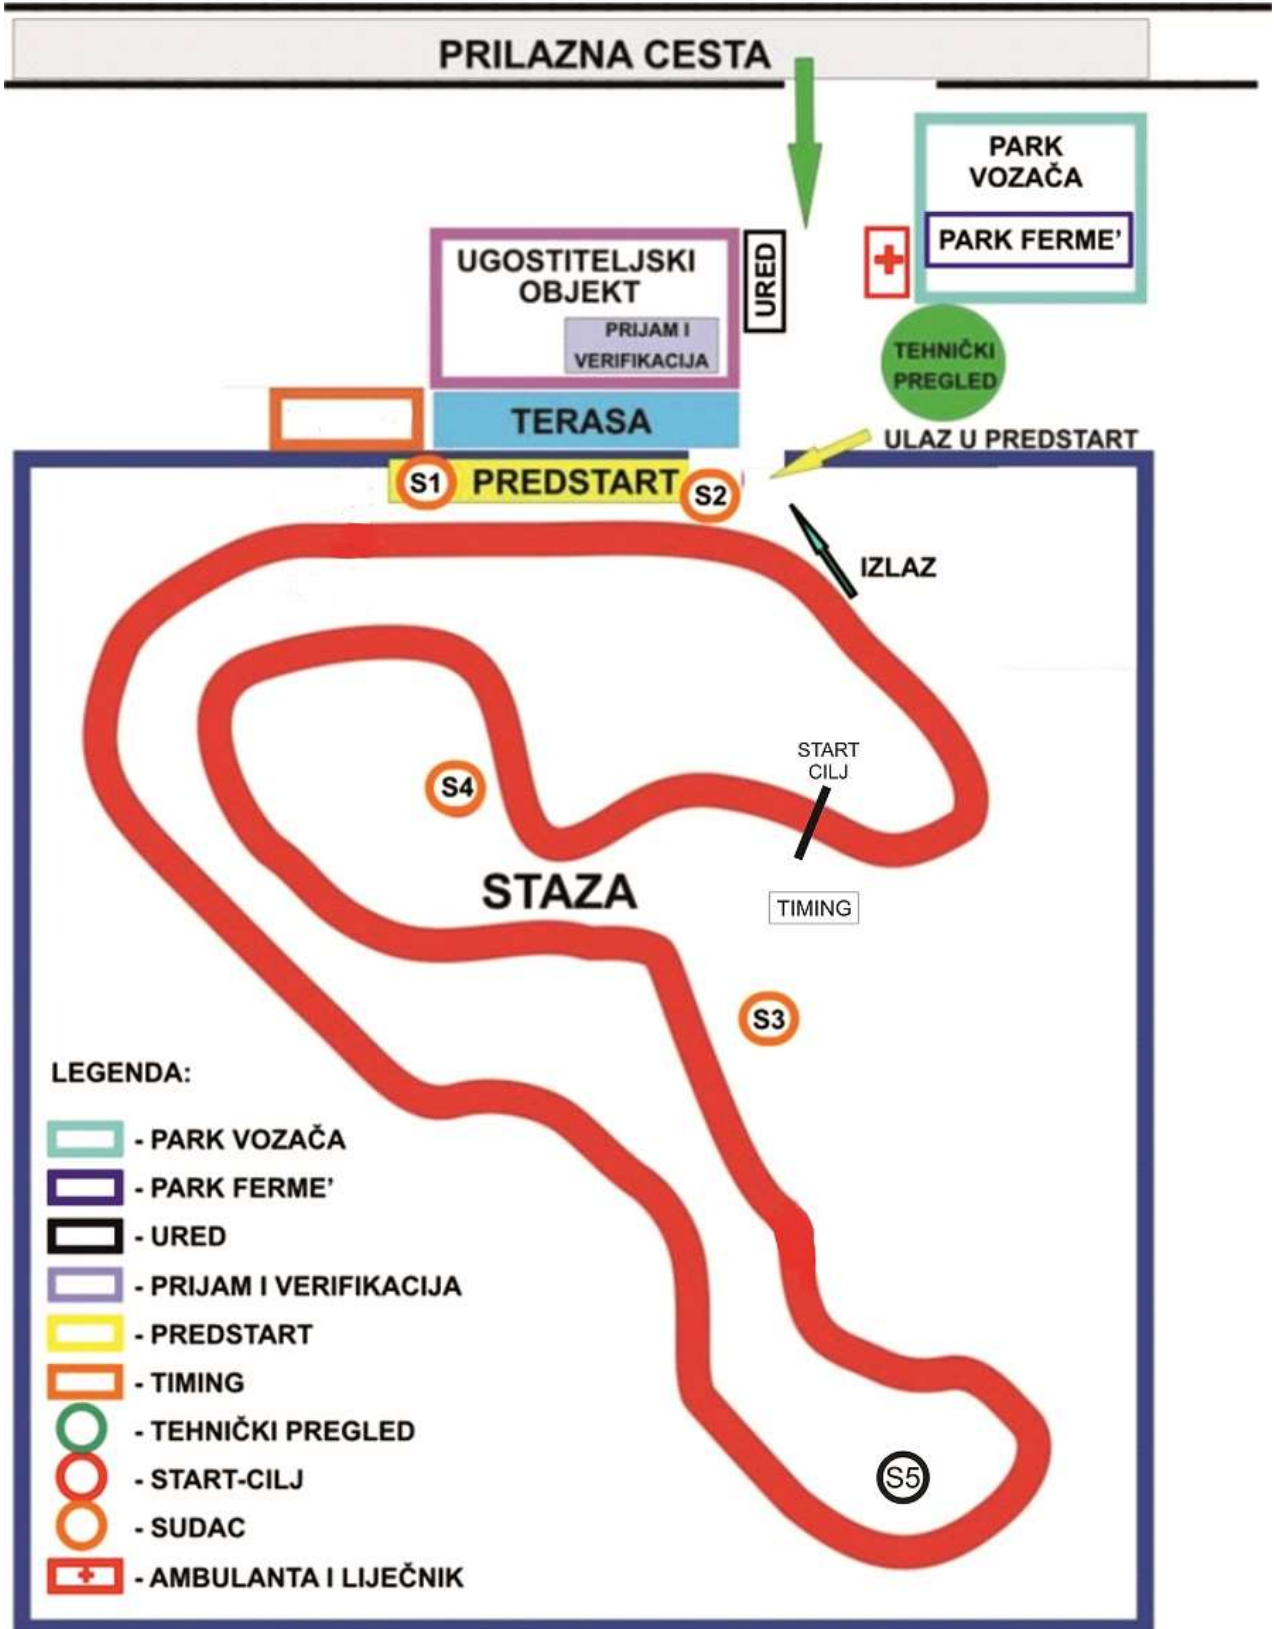 PRILAZNA CESTA
PARK
VOZAČA
PARK FERME’
UGOSTITELJSKI
OBJEKT
URED
PRIJAM I
VERIFIKACIJA
TEHNIČKI
PREGLED
TERASA
ULAZ U PREDSTART
S1
PREDSTART
S2
IZLAZ
START
CILJ
S4
STAZA
TIMING
S3
LEGENDA:
- PARK VOZAČA
- PARK FERME’
- URED
- PRIJAM I VERIFIKACIJA
- PREDSTART
- TIMING
- TEHNIČKI PREGLED
- START-CILJ
- SUDAC
- AMBULANTA I LIJEČNIK
S5